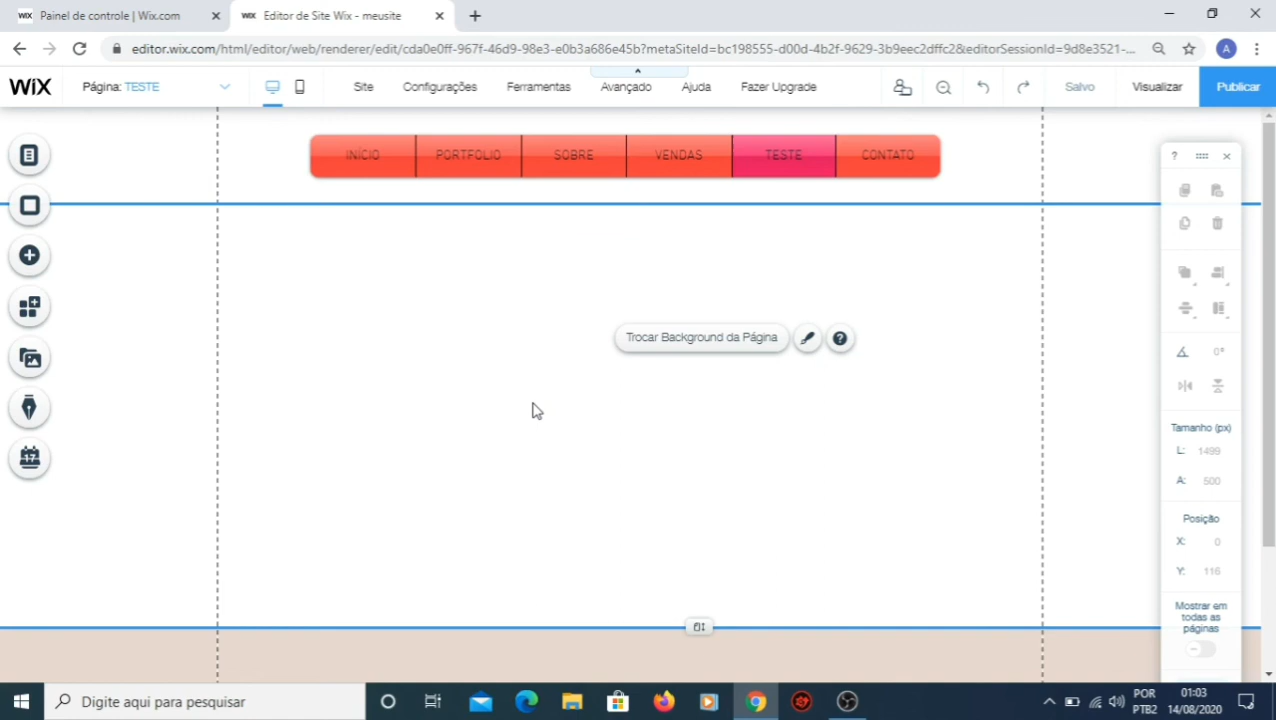 WiX Painel de controle | Wix.com
WiX Editor de Site Wix - meusite
editor.wix.com/html/editor/web/renderer/edit/cda0e0ff-967f-46d9-98e3-e0b3a686e45b?metaSiteId=bc198555-d00d-4b2f-9629-3b9eec2dffc2&editorSessionId=9d8e3521-...
A
WiX
Página: TESTE
Site
Configurações
Ferramentas
Avançado
Ajuda
Fazer Upgrade
Salvo
Visualizar
Publicar
INÍCIO
PORTFOLIO
SOBRE
VENDAS
TESTE
CONTATO
Trocar Background da Página
?
17
?
0°
Tamanho (px)
L: 1499
A: 500
Posição
X: 0
Y: 116
Mostrar em
todas as
páginas
Digite aqui para pesquisar
POR
PTB2
01:03
14/08/2020